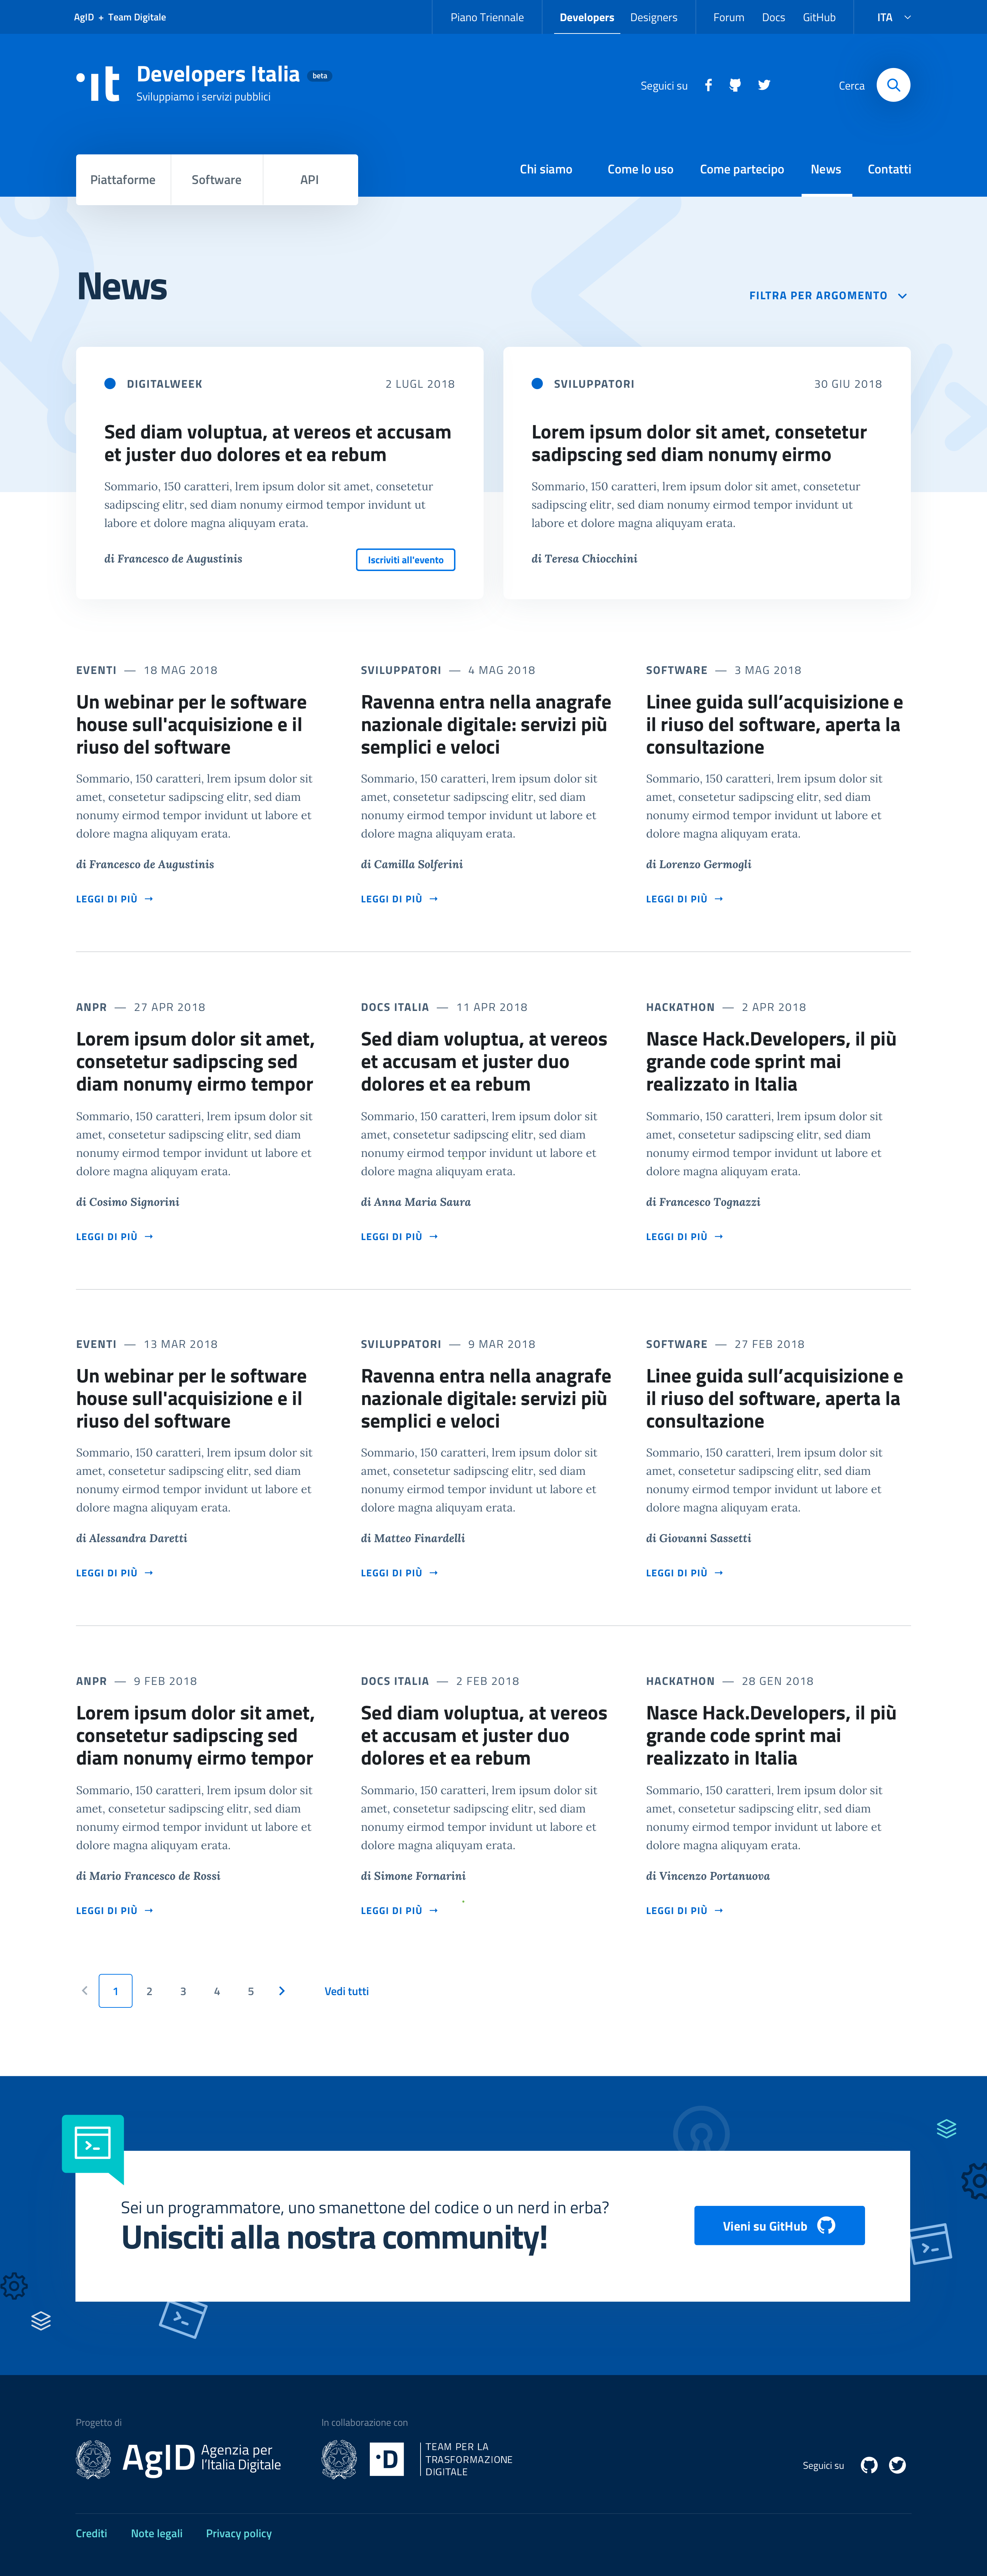 AgID + Team Digitale
Piano Triennale
Developers
Designers
Forum
Docs
GitHub
ITA
·ıt
Developers Italia beta
Sviluppiamo i servizi pubblici
Seguici su
Cerca
Piattaforme
Software
API
Chi siamo
Come lo uso
Come partecipo
News
Contatti
News
FILTRA PER ARGOMENTO
DIGITALWEEK
2 LUGL 2018
Sed diam voluptua, at vereos et accusam
et juster duo dolores et ea rebum
Sommario, 150 caratteri, lrem ipsum dolor sit amet, consetetur
sadipscing elitr, sed diam nonumy eirmod tempor invidunt ut
labore et dolore magna aliquyam erata.
di Francesco de Augustinis
Iscriviti all'evento
SVILUPPATORI
30 GIU 2018
Lorem ipsum dolor sit amet, consetetur
sadipscing sed diam nonumy eirmo
Sommario, 150 caratteri, lrem ipsum dolor sit amet, consetetur
sadipscing elitr, sed diam nonumy eirmod tempor invidunt ut
labore et dolore magna aliquyam erata.
di Teresa Chiocchini
EVENTI — 18 MAG 2018
Un webinar per le software
house sull'acquisizione e il
riuso del software
Sommario, 150 caratteri, lrem ipsum dolor sit
amet, consetetur sadipscing elitr, sed diam
nonumy eirmod tempor invidunt ut labore et
dolore magna aliquyam erata.
di Francesco de Augustinis
LEGGI DI PIÙ →
SVILUPPATORI — 4 MAG 2018
Ravenna entra nella anagrafe
nazionale digitale: servizi più
semplici e veloci
Sommario, 150 caratteri, lrem ipsum dolor sit
amet, consetetur sadipscing elitr, sed diam
nonumy eirmod tempor invidunt ut labore et
dolore magna aliquyam erata.
di Camilla Solferini
LEGGI DI PIÙ →
SOFTWARE — 3 MAG 2018
Linee guida sull’acquisizione e
il riuso del software, aperta la
consultazione
Sommario, 150 caratteri, lrem ipsum dolor sit
amet, consetetur sadipscing elitr, sed diam
nonumy eirmod tempor invidunt ut labore et
dolore magna aliquyam erata.
di Lorenzo Germogli
LEGGI DI PIÙ →
ANPR — 27 APR 2018
Lorem ipsum dolor sit amet,
consetetur sadipscing sed
diam nonumy eirmo tempor
Sommario, 150 caratteri, lrem ipsum dolor sit
amet, consetetur sadipscing elitr, sed diam
nonumy eirmod tempor invidunt ut labore et
dolore magna aliquyam erata.
di Cosimo Signorini
LEGGI DI PIÙ →
DOCS ITALIA — 11 APR 2018
Sed diam voluptua, at vereos
et accusam et juster duo
dolores et ea rebum
Sommario, 150 caratteri, lrem ipsum dolor sit
amet, consetetur sadipscing elitr, sed diam
nonumy eirmod tempor invidunt ut labore et
dolore magna aliquyam erata.
di Anna Maria Saura
LEGGI DI PIÙ →
HACKATHON — 2 APR 2018
Nasce Hack.Developers, il più
grande code sprint mai
realizzato in Italia
Sommario, 150 caratteri, lrem ipsum dolor sit
amet, consetetur sadipscing elitr, sed diam
nonumy eirmod tempor invidunt ut labore et
dolore magna aliquyam erata.
di Francesco Tognazzi
LEGGI DI PIÙ →
EVENTI — 13 MAR 2018
Un webinar per le software
house sull'acquisizione e il
riuso del software
Sommario, 150 caratteri, lrem ipsum dolor sit
amet, consetetur sadipscing elitr, sed diam
nonumy eirmod tempor invidunt ut labore et
dolore magna aliquyam erata.
di Alessandra Daretti
LEGGI DI PIÙ →
SVILUPPATORI — 9 MAR 2018
Ravenna entra nella anagrafe
nazionale digitale: servizi più
semplici e veloci
Sommario, 150 caratteri, lrem ipsum dolor sit
amet, consetetur sadipscing elitr, sed diam
nonumy eirmod tempor invidunt ut labore et
dolore magna aliquyam erata.
di Matteo Finardelli
LEGGI DI PIÙ →
SOFTWARE — 27 FEB 2018
Linee guida sull’acquisizione e
il riuso del software, aperta la
consultazione
Sommario, 150 caratteri, lrem ipsum dolor sit
amet, consetetur sadipscing elitr, sed diam
nonumy eirmod tempor invidunt ut labore et
dolore magna aliquyam erata.
di Giovanni Sassetti
LEGGI DI PIÙ →
ANPR — 9 FEB 2018
Lorem ipsum dolor sit amet,
consetetur sadipscing sed
diam nonumy eirmo tempor
Sommario, 150 caratteri, lrem ipsum dolor sit
amet, consetetur sadipscing elitr, sed diam
nonumy eirmod tempor invidunt ut labore et
dolore magna aliquyam erata.
di Mario Francesco de Rossi
LEGGI DI PIÙ →
DOCS ITALIA — 2 FEB 2018
Sed diam voluptua, at vereos
et accusam et juster duo
dolores et ea rebum
Sommario, 150 caratteri, lrem ipsum dolor sit
amet, consetetur sadipscing elitr, sed diam
nonumy eirmod tempor invidunt ut labore et
dolore magna aliquyam erata.
di Simone Fornarini
LEGGI DI PIÙ →
HACKATHON — 28 GEN 2018
Nasce Hack.Developers, il più
grande code sprint mai
realizzato in Italia
Sommario, 150 caratteri, lrem ipsum dolor sit
amet, consetetur sadipscing elitr, sed diam
nonumy eirmod tempor invidunt ut labore et
dolore magna aliquyam erata.
di Vincenzo Portanuova
LEGGI DI PIÙ →
1 2 3 4 5
Vedi tutti
Sei un programmatore, uno smanettone del codice o un nerd in erba?
Unisciti alla nostra community!
Vieni su GitHub
Progetto di
AgID Agenzia per
l'Italia Digitale
In collaborazione con
·D
TEAM PER LA
TRASFORMAZIONE
DIGITALE
Seguici su
Crediti
Note legali
Privacy policy